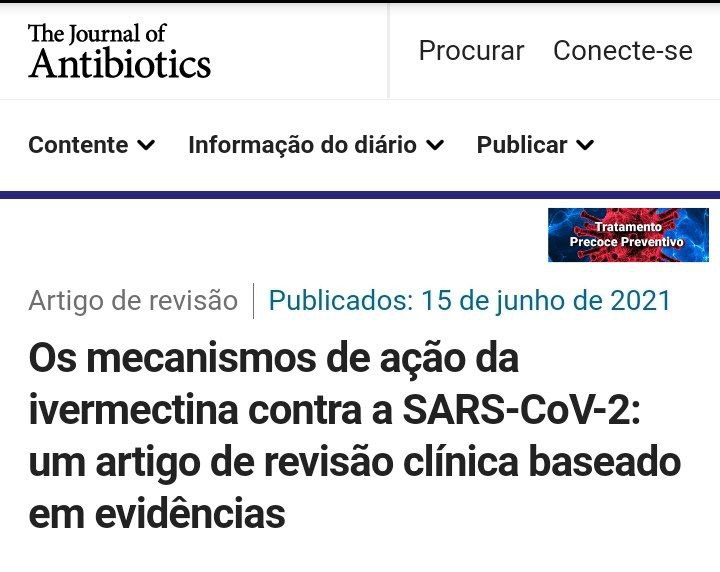 The Journal of
Antibiotics
Procurar
Conecte-se
Contente
Informação do diário
Publicar
Tratamento
Precoce Preventivo
Artigo de revisão
Publicados: 15 de junho de 2021
Os mecanismos de ação da
ivermectina contra a SARS-CoV-2:
um artigo de revisão clínica baseado
em evidências